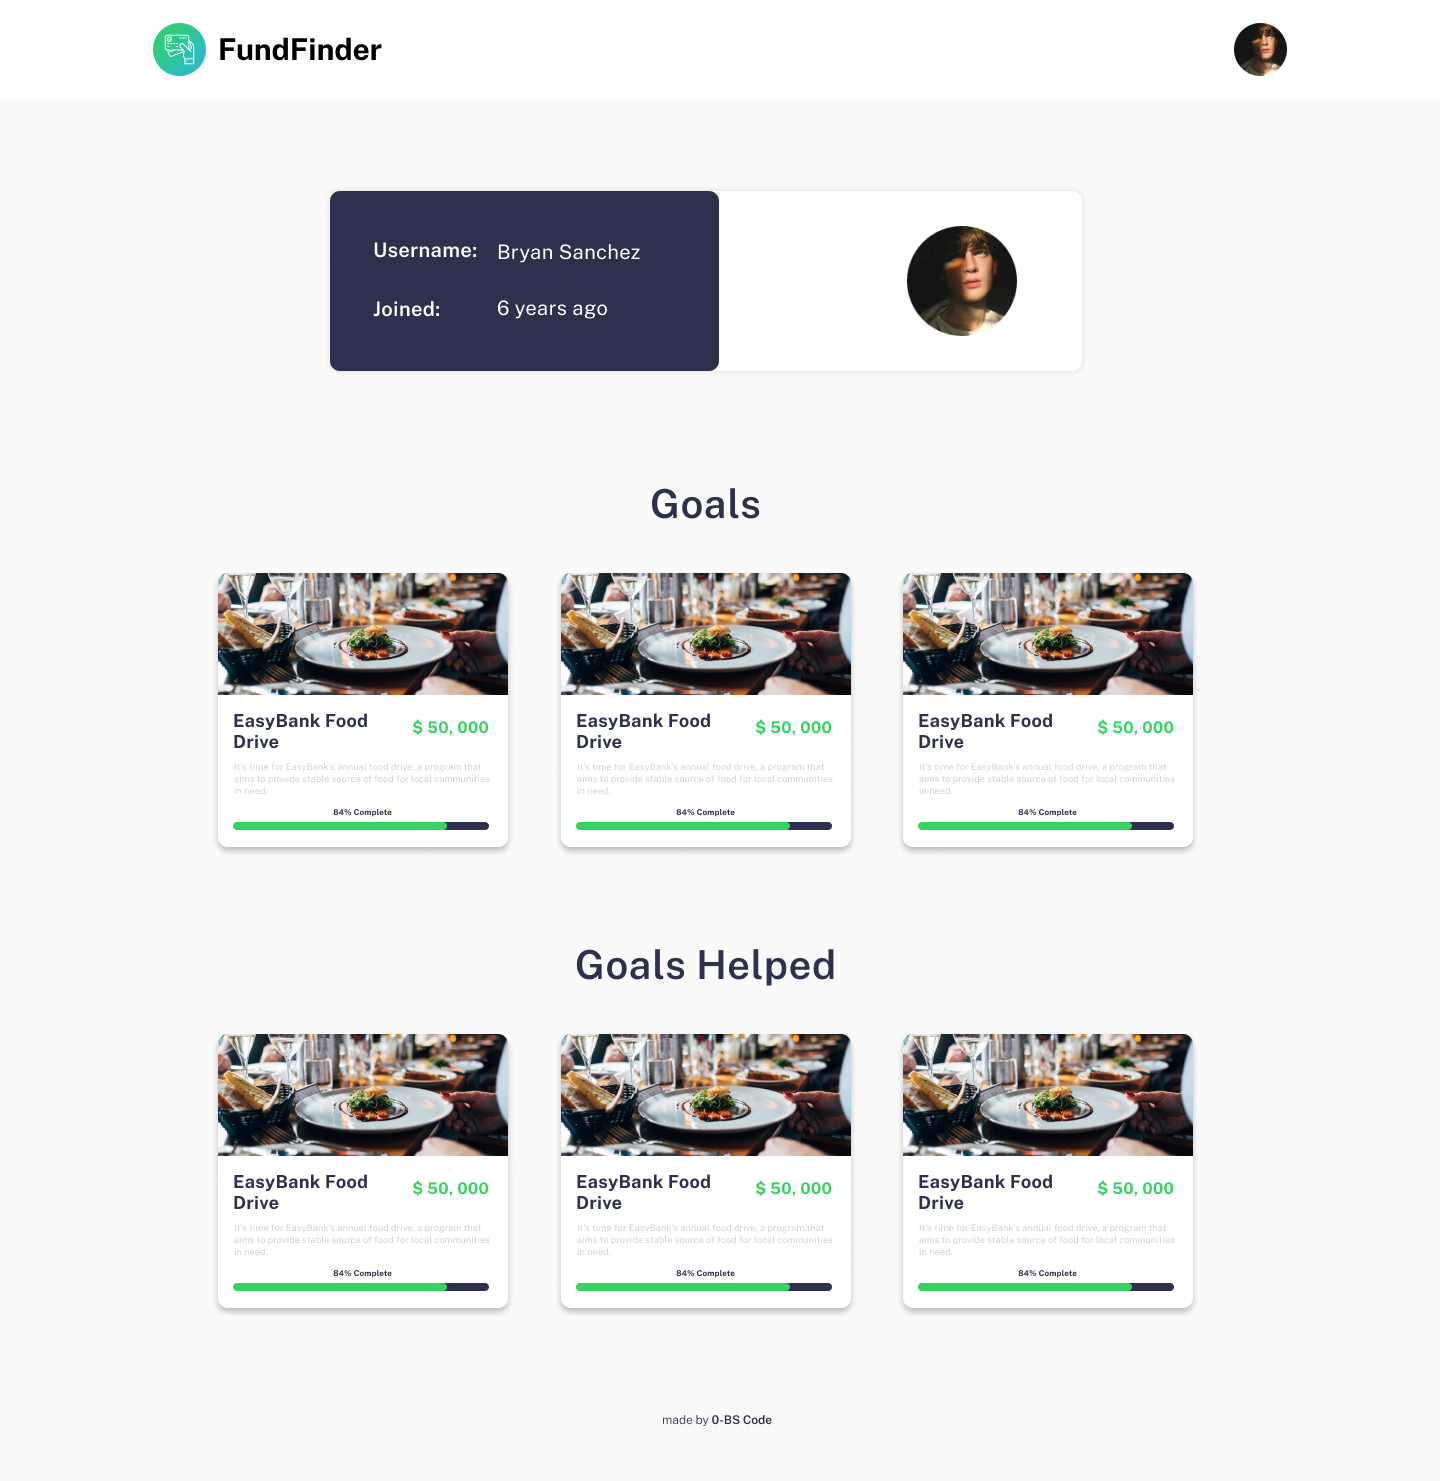 FundFinder
Username: Bryan Sanchez
Joined: 6 years ago
Goals
EasyBank Food
Drive
$ 50, 000
It's time for EasyBank's annual food drive, a program that
aims to provide stable source of food for local communities
in need.
84% Complete
EasyBank Food
Drive
$ 50, 000
It's time for EasyBank's annual food drive, a program that
aims to provide stable source of food for local communities
in need.
84% Complete
EasyBank Food
Drive
$ 50, 000
It's time for EasyBank's annual food drive, a program that
aims to provide stable source of food for local communities
in need.
84% Complete
Goals Helped
EasyBank Food
Drive
$ 50, 000
It's time for EasyBank's annual food drive, a program that
aims to provide stable source of food for local communities
in need.
84% Complete
EasyBank Food
Drive
$ 50, 000
It's time for EasyBank's annual food drive, a program that
aims to provide stable source of food for local communities
in need.
84% Complete
EasyBank Food
Drive
$ 50, 000
It's time for EasyBank's annual food drive, a program that
aims to provide stable source of food for local communities
in need.
84% Complete
made by 0-BS Code